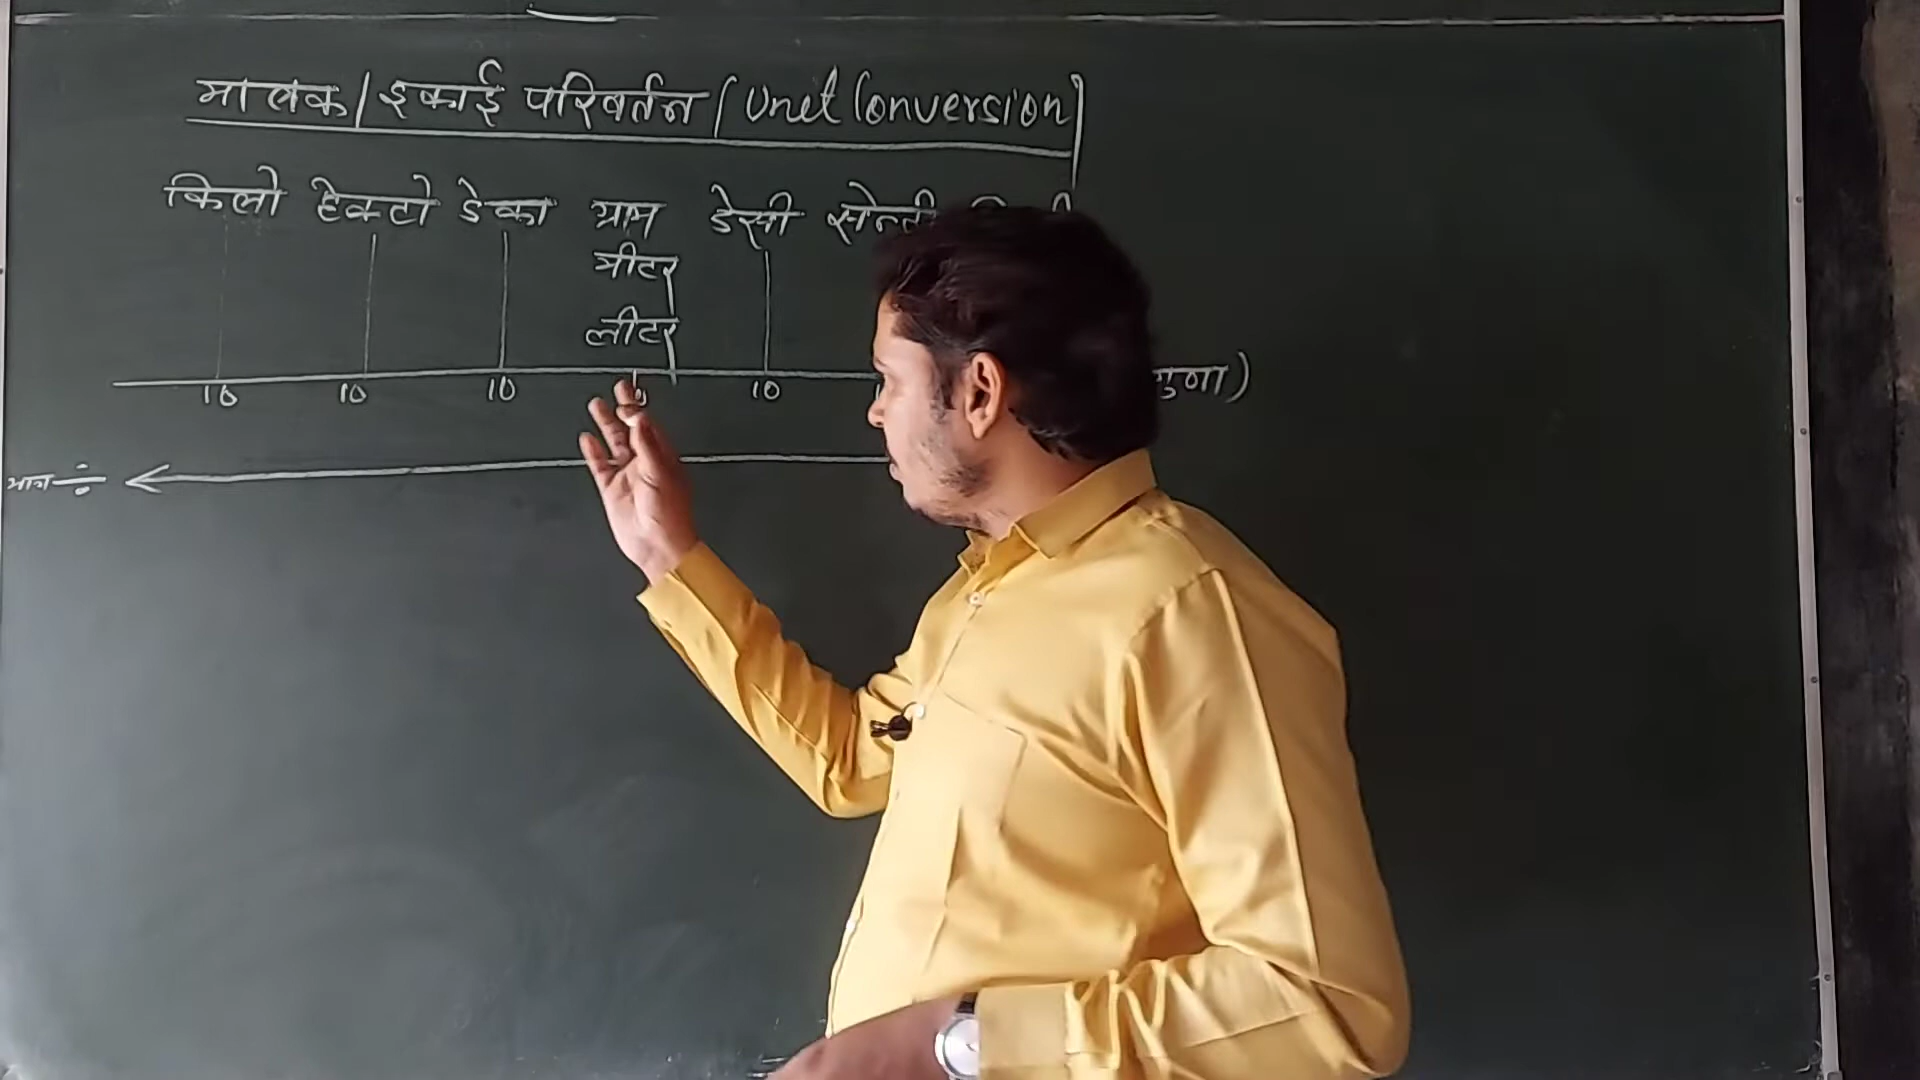 मात्रक/इकाई परिवर्तन (Unit Conversion)
किलो हेक्टो डेका ग्राम डेसी सेन्टी
मीटर
लीटर
10 10 10 10 गुणा)
भाग ÷